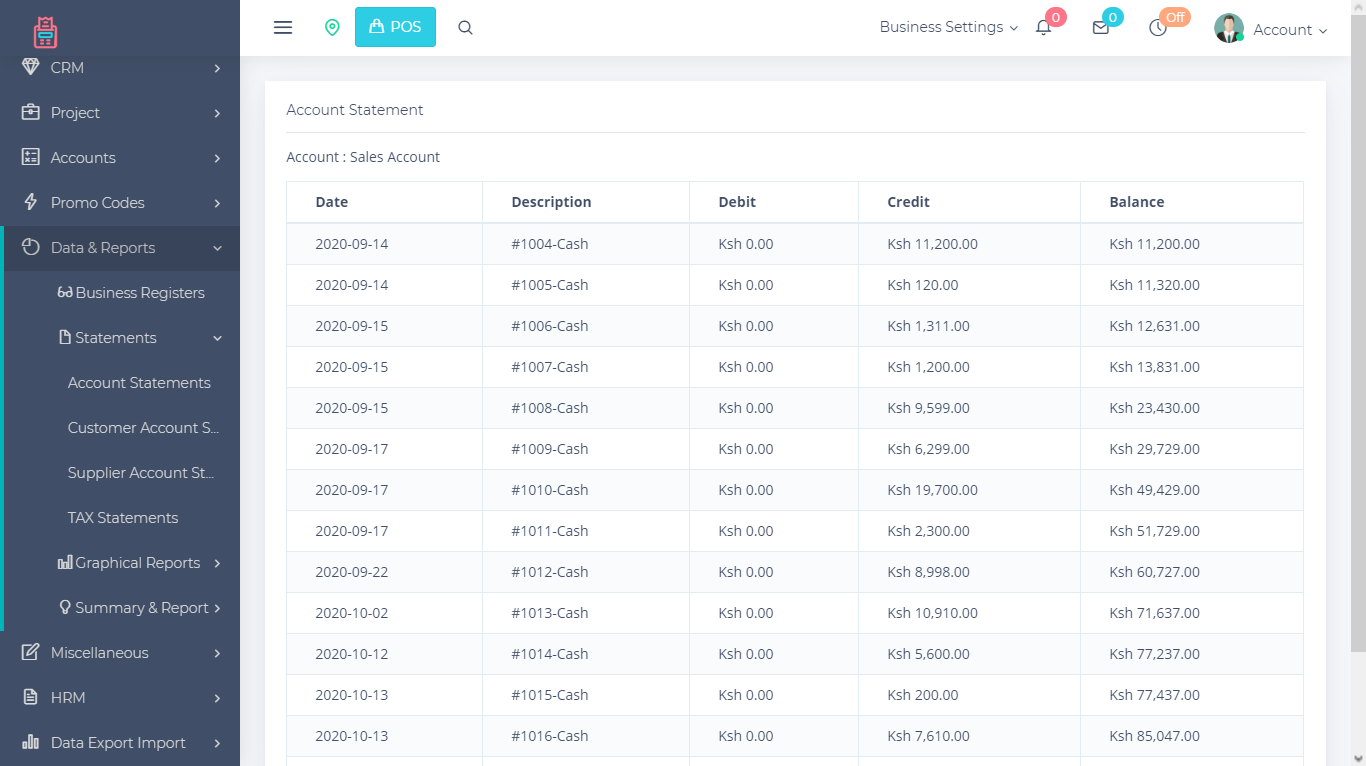 POS
Business Settings
0
0
Off
Account
CRM
Project
Accounts
Promo Codes
Data & Reports
Business Registers
Statements
Account Statements
Customer Account S...
Supplier Account St...
TAX Statements
Graphical Reports
Summary & Report
Miscellaneous
HRM
Data Export Import
Account Statement
Account : Sales Account
Date Description Debit Credit Balance
2020-09-14 #1004-Cash Ksh 0.00 Ksh 11,200.00 Ksh 11,200.00
2020-09-14 #1005-Cash Ksh 0.00 Ksh 120.00 Ksh 11,320.00
2020-09-15 #1006-Cash Ksh 0.00 Ksh 1,311.00 Ksh 12,631.00
2020-09-15 #1007-Cash Ksh 0.00 Ksh 1,200.00 Ksh 13,831.00
2020-09-15 #1008-Cash Ksh 0.00 Ksh 9,599.00 Ksh 23,430.00
2020-09-17 #1009-Cash Ksh 0.00 Ksh 6,299.00 Ksh 29,729.00
2020-09-17 #1010-Cash Ksh 0.00 Ksh 19,700.00 Ksh 49,429.00
2020-09-17 #1011-Cash Ksh 0.00 Ksh 2,300.00 Ksh 51,729.00
2020-09-22 #1012-Cash Ksh 0.00 Ksh 8,998.00 Ksh 60,727.00
2020-10-02 #1013-Cash Ksh 0.00 Ksh 10,910.00 Ksh 71,637.00
2020-10-12 #1014-Cash Ksh 0.00 Ksh 5,600.00 Ksh 77,237.00
2020-10-13 #1015-Cash Ksh 0.00 Ksh 200.00 Ksh 77,437.00
2020-10-13 #1016-Cash Ksh 0.00 Ksh 7,610.00 Ksh 85,047.00